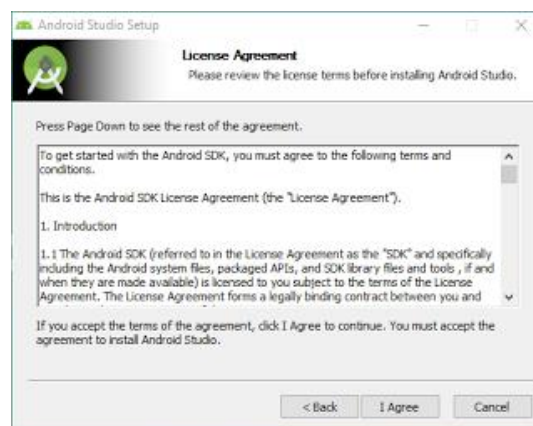 Android Studio Setup
License Agreement
Please review the license terms before installing Android Studio.
Press Page Down to see the rest of the agreement.
To get started with the Android SDK, you must agree to the following terms and
conditions.
This is the Android SDK License Agreement (the "License Agreement").
1. Introduction
1.1 The Android SDK (referred to in the License Agreement as the "SDK" and specifically
including the Android system files, packaged APIs, and SDK library files and tools , if and
when they are made available) is licensed to you subject to the terms of the License
Agreement. The License Agreement forms a legally binding contract between you and
If you accept the terms of the agreement, click I Agree to continue. You must accept the
agreement to install Android Studio.
< Back
I Agree
Cancel